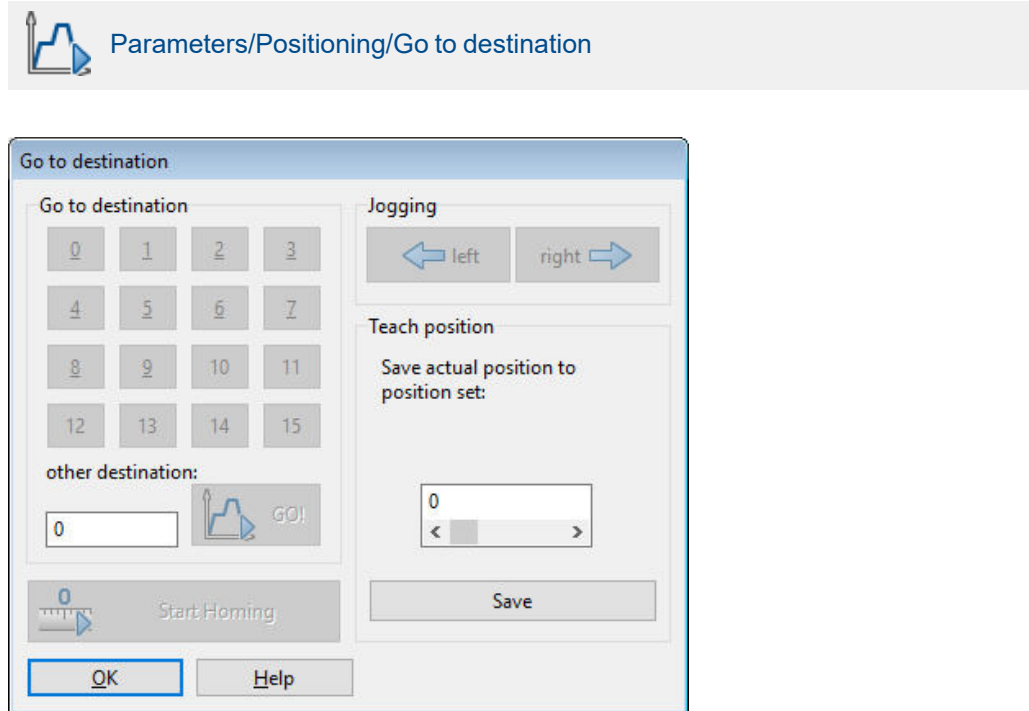 Parameters/Positioning/Go to destination
Go to destination
Go to destination
0 1 2 3
4 5 6 7
8 9 10 11
12 13 14 15
other destination:
0
GO!
0
Start Homing
OK
Help
Jogging
left
right
Teach position
Save actual position to
position set:
0
Save